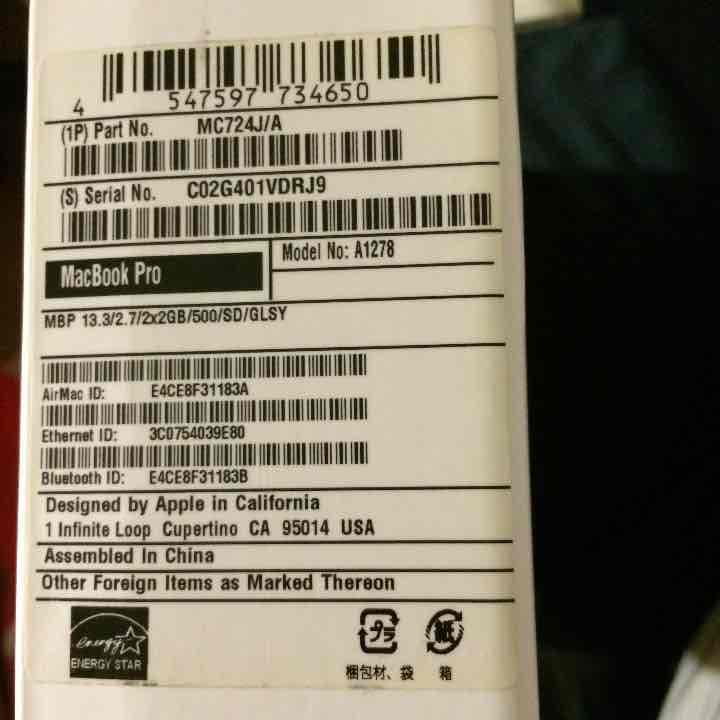 4 547597 734650
(1P) Part No. MC724J/A
(S) Serial No. C02G401VDRJ9
MacBook Pro
Model No: A1278
MBP 13.3/2.7/2x2GB/500/SD/GLSY
AirMac ID: E4CE8F31183A
Ethernet ID: 3C0754039E80
Bluetooth ID: E4CE8F31183B
Designed by Apple in California
1 Infinite Loop Cupertino CA 95014 USA
Assembled In China
Other Foreign Items as Marked Thereon
energy
ENERGY STAR
プラ 紙
梱包材、袋 箱